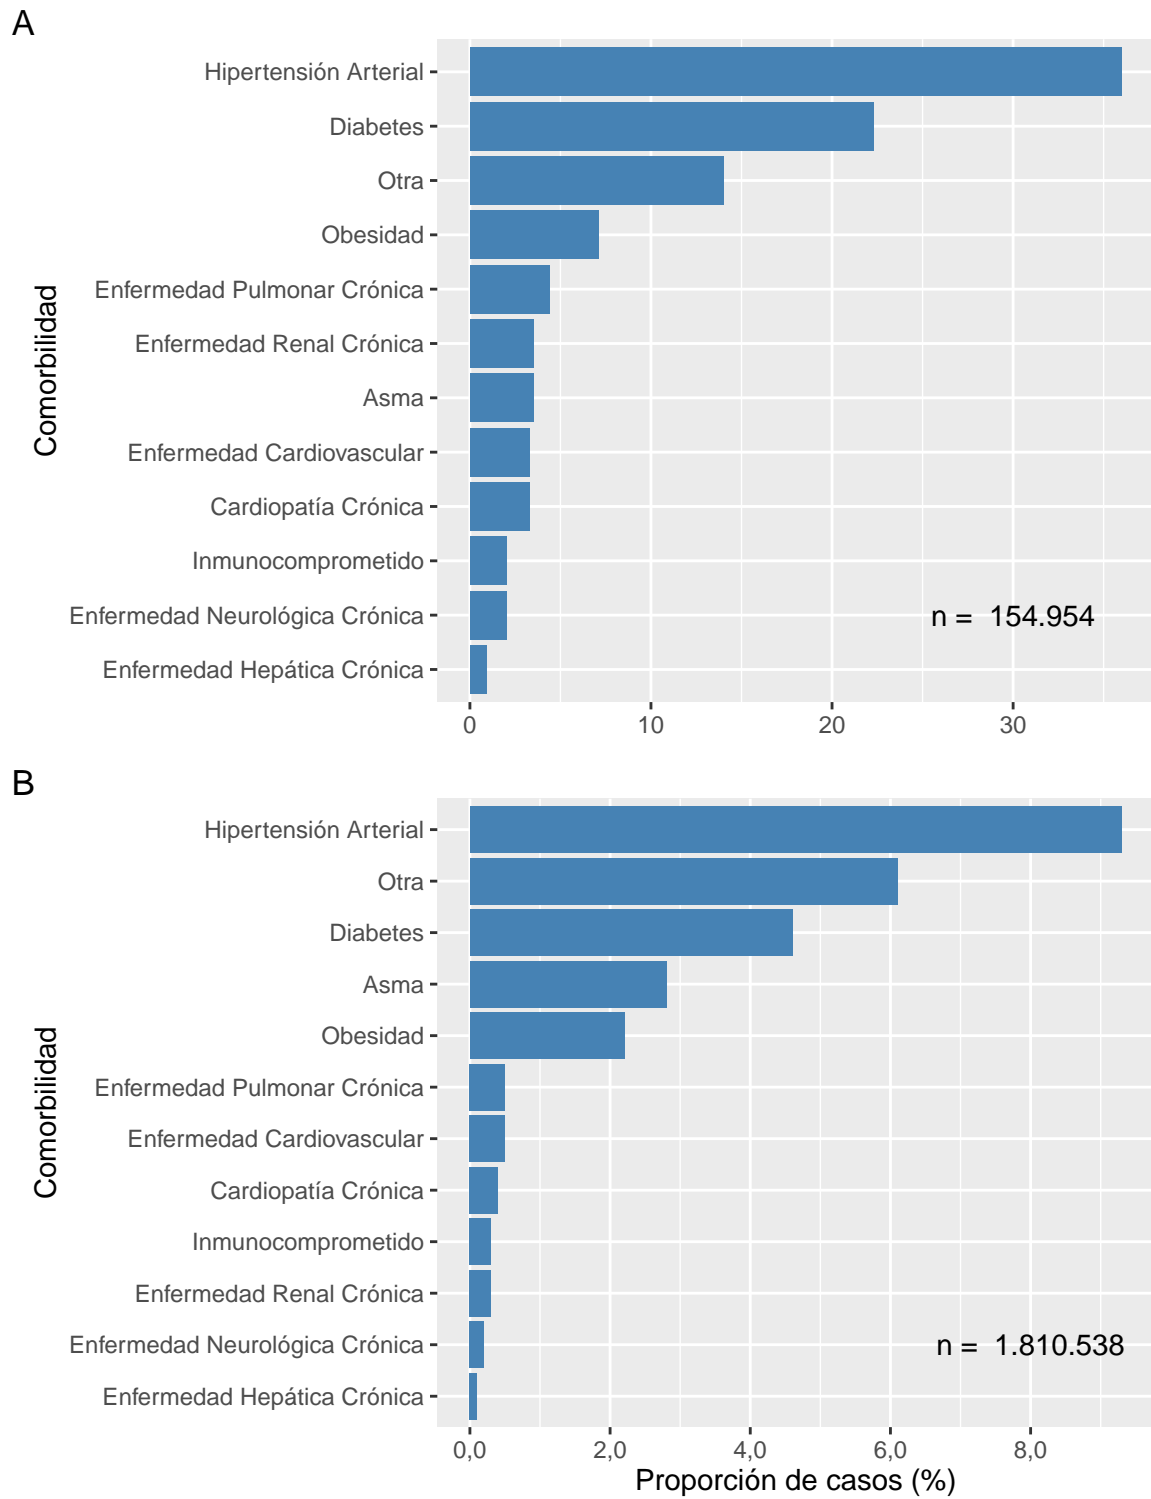 A
Hipertensión Arterial
Diabetes
Otra
Obesidad
Enfermedad Pulmonar Crónica
Enfermedad Renal Crónica
Asma
Enfermedad Cardiovascular
Cardiopatía Crónica
Inmunocomprometido
Enfermedad Neurológica Crónica
Enfermedad Hepática Crónica
Comorbilidad
n = 154.954
0 10 20 30
B
Hipertensión Arterial
Otra
Diabetes
Asma
Obesidad
Enfermedad Pulmonar Crónica
Enfermedad Cardiovascular
Cardiopatía Crónica
Inmunocomprometido
Enfermedad Renal Crónica
Enfermedad Neurológica Crónica
Enfermedad Hepática Crónica
Comorbilidad
n = 1.810.538
0,0 2,0 4,0 6,0 8,0
Proporción de casos (%)